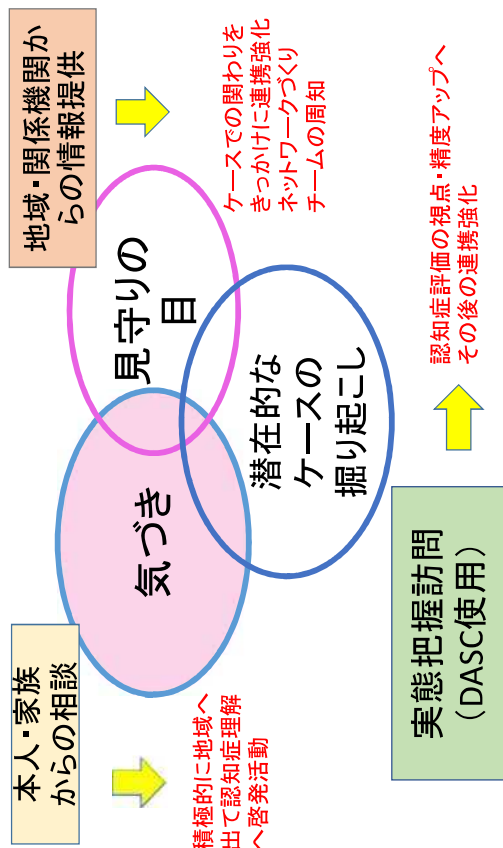 本人・家族
からの相談
積極的に地域へ
出て認知症理解
へ啓発活動
気づき
見守りの
目
潜在的な
ケースの
掘り起こし
地域・関係機関か
らの情報提供
ケースでの関わりを
きっかけに連携強化
ネットワークづくり
チームの周知
実態把握訪問
（DASC使用）
認知症評価の視点・精度アップへ
その後の連携強化